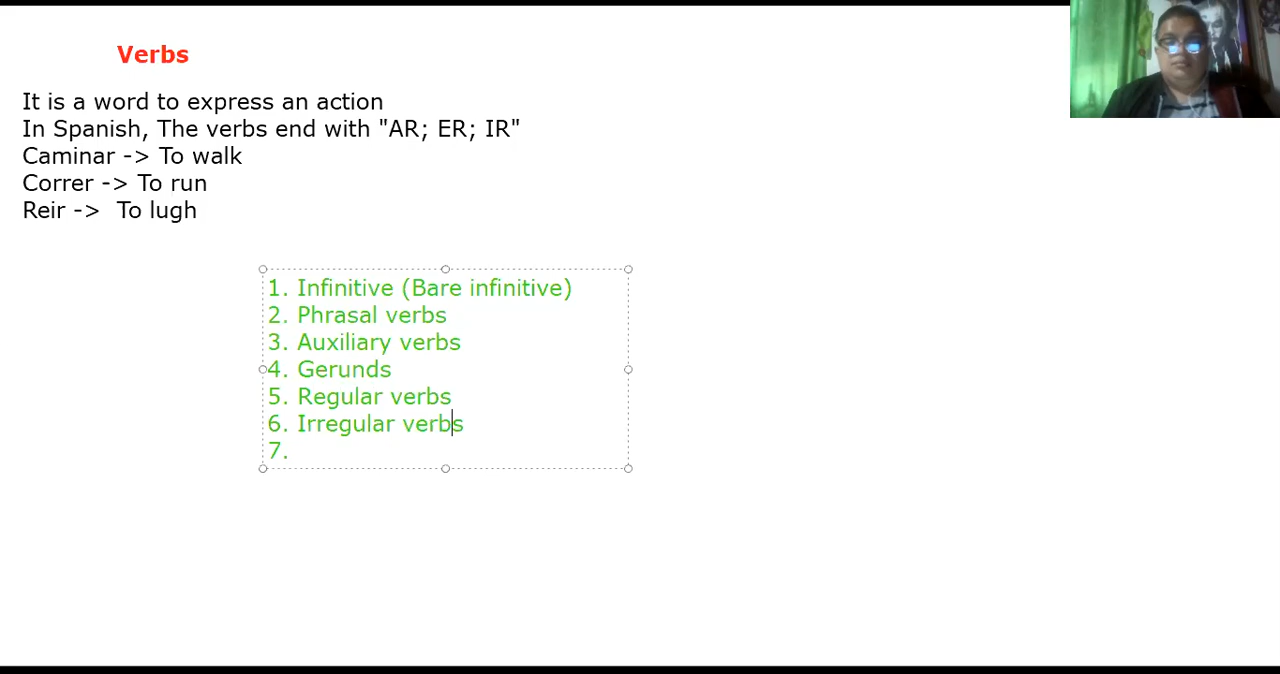 Verbs
It is a word to express an action
In Spanish, The verbs end with "AR; ER; IR"
Caminar -> To walk
Correr -> To run
Reir -> To lugh
1. Infinitive (Bare infinitive)
2. Phrasal verbs
3. Auxiliary verbs
4. Gerunds
5. Regular verbs
6. Irregular verbs
7.